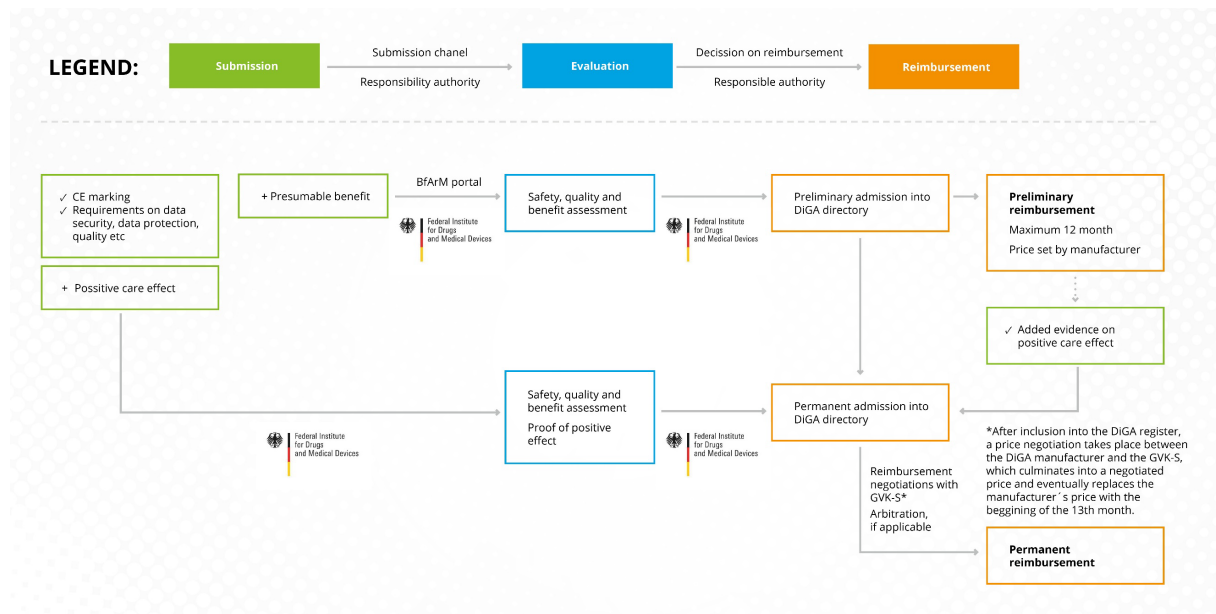 LEGEND:
Submission
Submission chanel
Responsibility authority
Evaluation
Decission on reimbursement
Responsible authority
Reimbursement
✓ CE marking
✓ Requirements on data
security, data protection,
quality etc
+ Possitive care effect
+ Presumable benefit
BfArM portal
Federal Institute
for Drugs
and Medical Devices
Safety, quality and
benefit assessment
Federal Institute
for Drugs
and Medical Devices
Preliminary admission into
DiGA directory
Preliminary
reimbursement
Maximum 12 month
Price set by manufacturer
✓ Added evidence on
positive care effect
Federal Institute
for Drugs
and Medical Devices
Safety, quality and
benefit assessment
Proof of positive
effect
Federal Institute
for Drugs
and Medical Devices
Permanent admission into
DiGA directory
Reimbursement
negotiations with
GVK-S*
Arbitration,
if applicable
*After inclusion into the DiGA register,
a price negotiation takes place between
the DiGA manufacturer and the GVK-S,
which culminates into a negotiated
price and eventually replaces the
manufacturer´s price with the
beggining of the 13th month.
Permanent
reimbursement